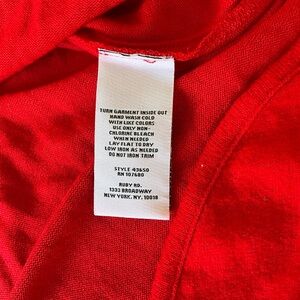 TURN GARMENT INSIDE OUT
HAND WASH COLD
WITH LIKE COLORS
USE ONLY NON-
CHLORINE BLEACH
WHEN NEEDED
LAY FLAT TO DRY
LOW IRON AS NEEDED
DO NOT IRON TRIM
STYLE 43650
RN 107680
RUBY RD.
1333 BROADWAY
NEW YORK, NY, 10018